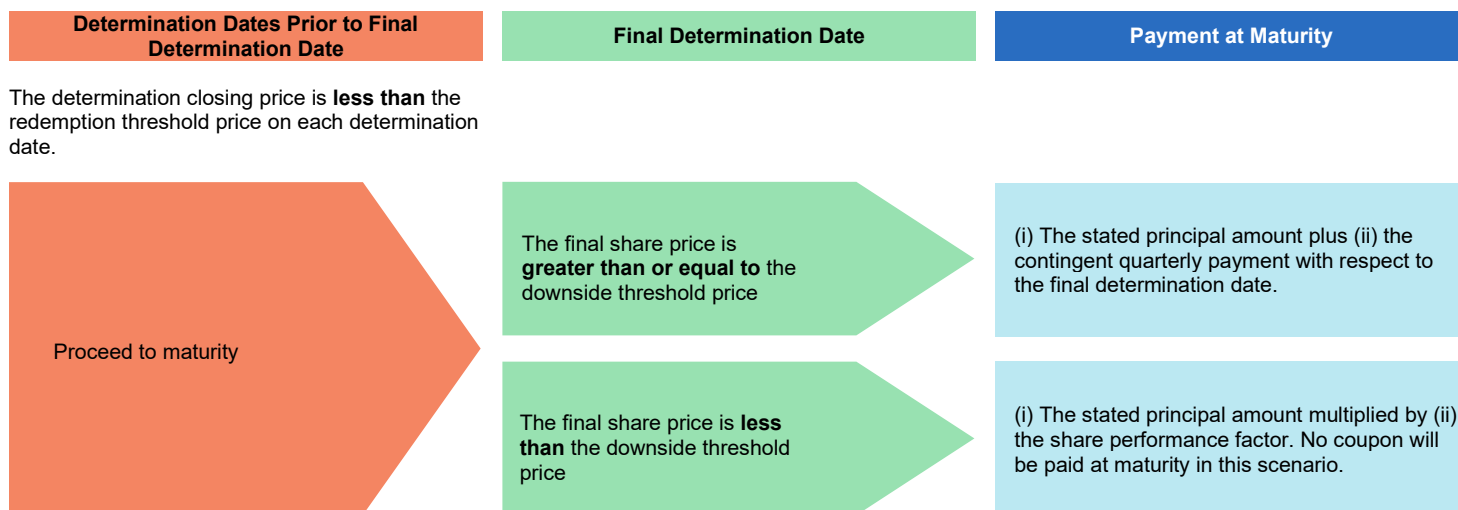 Determination Dates Prior to Final
Determination Date
Final Determination Date
Payment at Maturity
The determination closing price is less than the
redemption threshold price on each determination
date.
Proceed to maturity
The final share price is
greater than or equal to the
downside threshold price
(i) The stated principal amount plus (ii) the
contingent quarterly payment with respect to
the final determination date.
The final share price is less
than the downside threshold
price
(i) The stated principal amount multiplied by (ii)
the share performance factor. No coupon will
be paid at maturity in this scenario.